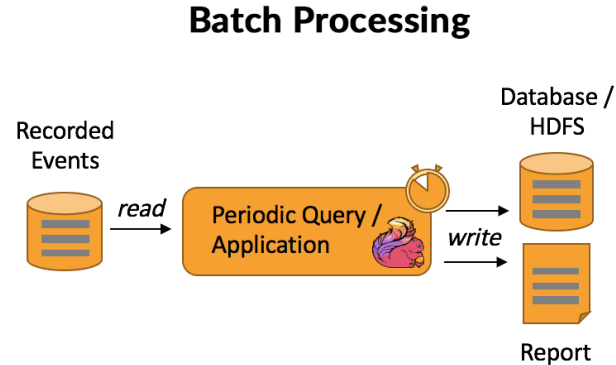 Batch Processing
Recorded
Events
read
Periodic Query /
Application
write
Database /
HDFS
Report